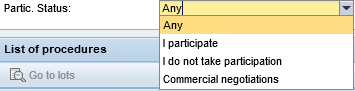 Partic. Status: Any
Any
I participate
I do not take participation
Commercial negotiations
List of procedures
Go to lots